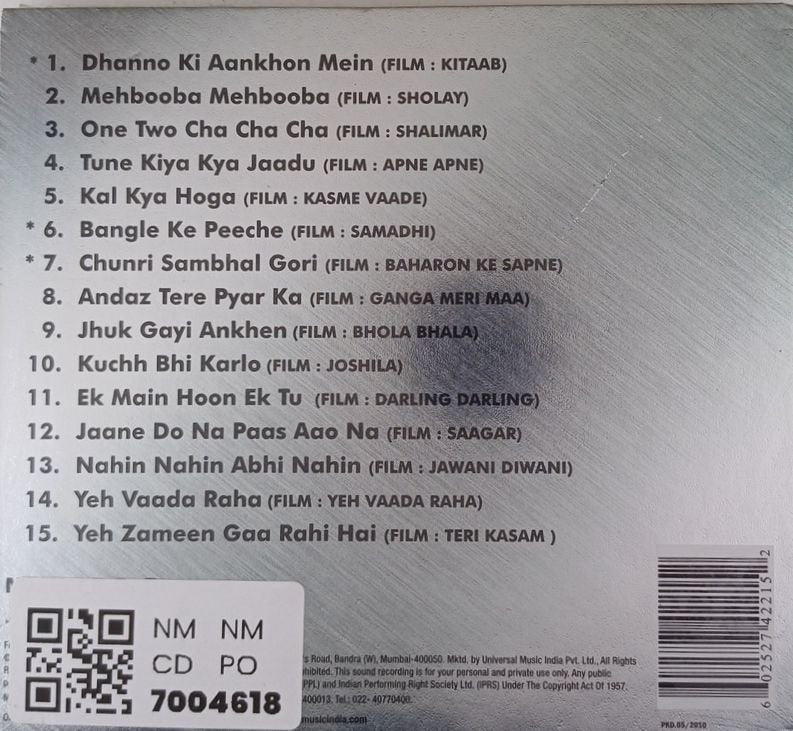 * 1. Dhanno Ki Aankhon Mein (FILM : KITAAB)
2. Mehbooba Mehbooba (FILM : SHOLAY)
3. One Two Cha Cha Cha (FILM : SHALIMAR)
4. Tune Kiya Kya Jaadu (FILM : APNE APNE)
5. Kal Kya Hoga (FILM : KASME VAADE)
* 6. Bangle Ke Peeche (FILM : SAMADHI)
* 7. Chunri Sambhal Gori (FILM : BAHARON KE SAPNE)
8. Andaz Tere Pyar Ka (FILM : GANGA MERI MAA)
9. Jhuk Gayi Ankhen (FILM : BHOLA BHALA)
10. Kuchh Bhi Karlo (FILM : JOSHILA)
11. Ek Main Hoon Ek Tu (FILM : DARLING DARLING)
12. Jaane Do Na Paas Aao Na (FILM : SAAGAR)
13. Nahin Nahin Abhi Nahin (FILM : JAWANI DIWANI)
14. Yeh Vaada Raha (FILM : YEH VAADA RAHA)
15. Yeh Zameen Gaa Rahi Hai (FILM : TERI KASAM )
NM NM
CD PO
7004618
Road, Bandra (W), Mumbai-400050. Mktd. by Universal Music India Pvt. Ltd., All Rights
This sound recording is for your personal and private use only. Any public
and Indian Performing Right Society Ltd. (IPRS) Under The Copyright Act Of 1957.
400013. Tel.: 022- 40770400.
musicindia.com
6 02527 42215 2
PKD.05/2010